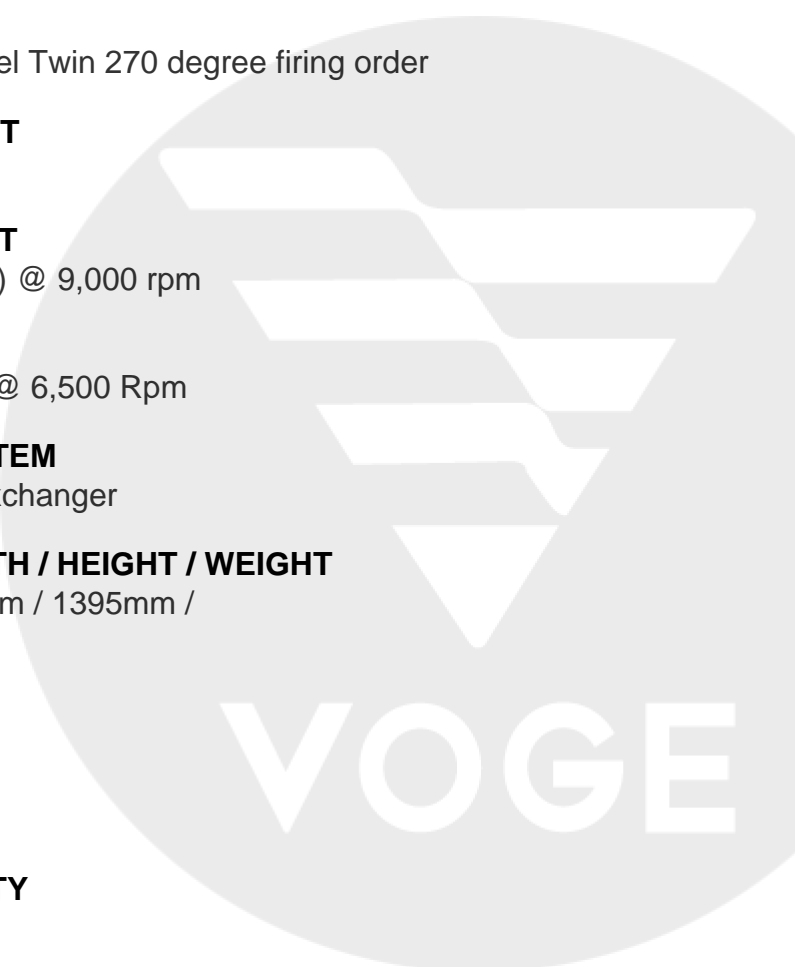 el Twin 270 degree firing order
T
T
) @ 9,000 rpm
@ 6,500 Rpm
TEM
xchanger
TH / HEIGHT / WEIGHT
m / 1395mm /
VOGE
TY